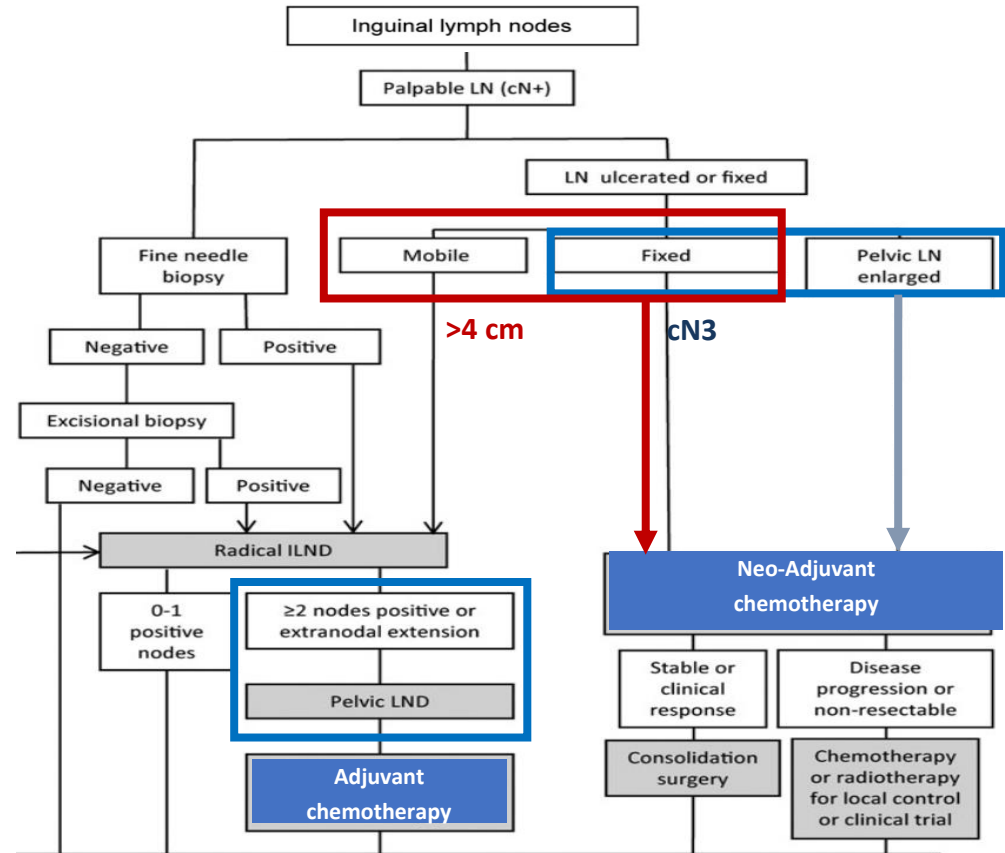 Inguinal lymph nodes
Palpable LN (cN+)
LN ulcerated or fixed
Fine needle
biopsy
Mobile
Fixed
Pelvic LN
enlarged
>4 cm
cN3
Negative
Positive
Excisional biopsy
Negative
Positive
Radical ILND
0-1
positive
nodes
≥2 nodes positive or
extranodal extension
Pelvic LND
Adjuvant
chemotherapy
Neo-Adjuvant
chemotherapy
Stable or
clinical
response
Disease
progression or
non-resectable
Consolidation
surgery
Chemotherapy
or radiotherapy
for local control
or clinical trial